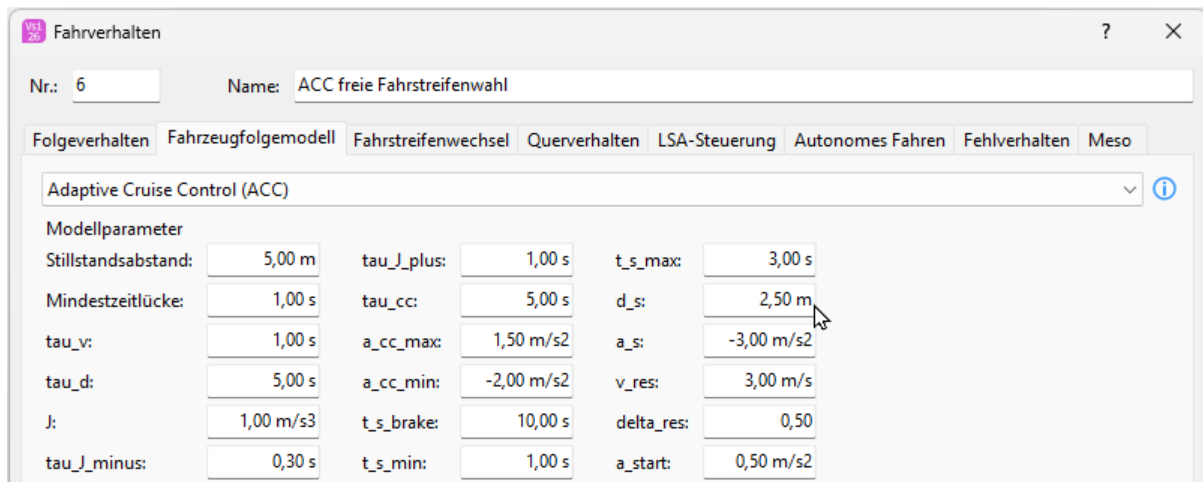 Vsi 26 Fahrverhalten ? ×
Nr.: 6 Name: ACC freie Fahrstreifenwahl
Folgeverhalten Fahrzeugfolgemodell Fahrstreifenwechsel Querverhalten LSA-Steuerung Autonomes Fahren Fehlverhalten Meso
Adaptive Cruise Control (ACC)
Modellparameter
Stillstandsabstand: 5,00 m tau_J_plus: 1,00 s t_s_max: 3,00 s
Mindestzeitlücke: 1,00 s tau_cc: 5,00 s d_s: 2,50 m
tau_v: 1,00 s a_cc_max: 1,50 m/s2 a_s: -3,00 m/s2
tau_d: 5,00 s a_cc_min: -2,00 m/s2 v_res: 3,00 m/s
J: 1,00 m/s3 t_s_brake: 10,00 s delta_res: 0,50
tau_J_minus: 0,30 s t_s_min: 1,00 s a_start: 0,50 m/s2